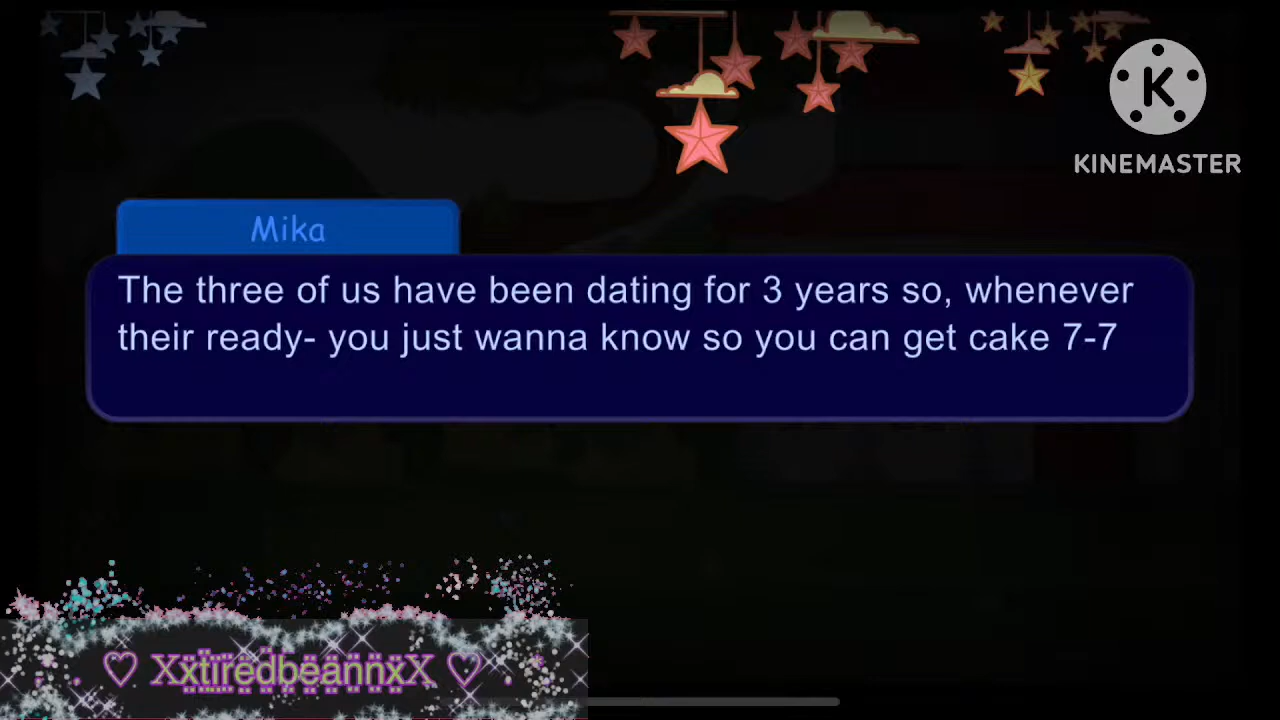 KINEMASTER
Mika
The three of us have been dating for 3 years so, whenever
their ready- you just wanna know so you can get cake 7-7
♡ XxtiredbeannxX ♡